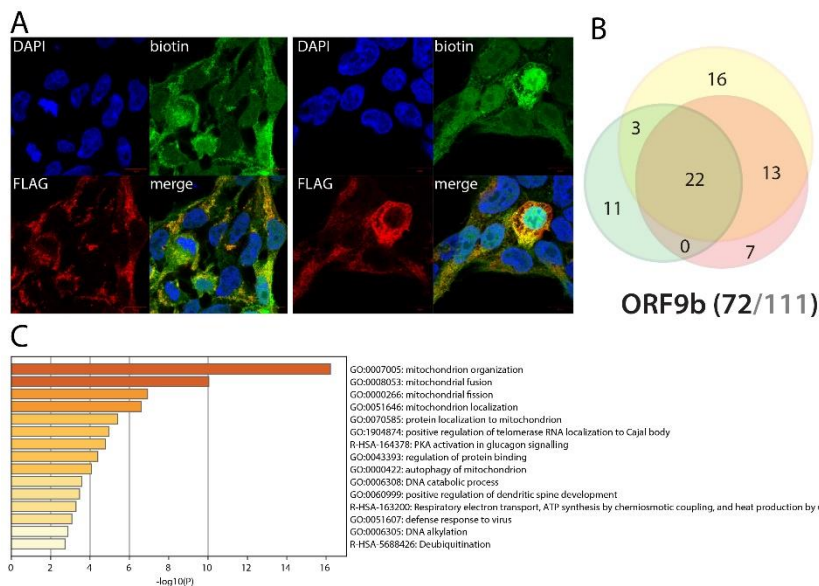 A
DAPI
biotin
FLAG
merge
DAPI
biotin
FLAG
merge
B
16
3
22
13
11
0
7
ORF9b (72/111)
C
GO:0007005: mitochondrion organization
GO:0008053: mitochondrial fusion
GO:0000266: mitochondrial fission
GO:0051646: mitochondrion localization
GO:0070585: protein localization to mitochondrion
GO:1904874: positive regulation of telomerase RNA localization to Cajal body
R-HSA-164378: PKA activation in glucagon signalling
GO:0043393: regulation of protein binding
GO:0000422: autophagy of mitochondrion
GO:0006308: DNA catabolic process
GO:0060999: positive regulation of dendritic spine development
R-HSA-163200: Respiratory electron transport, ATP synthesis by chemiosmotic coupling, and heat production by
GO:0051607: defense response to virus
GO:0006305: DNA alkylation
R-HSA-5688426: Deubiquitination
0 2 4 6 8 10 12 14 16
-log10(P)